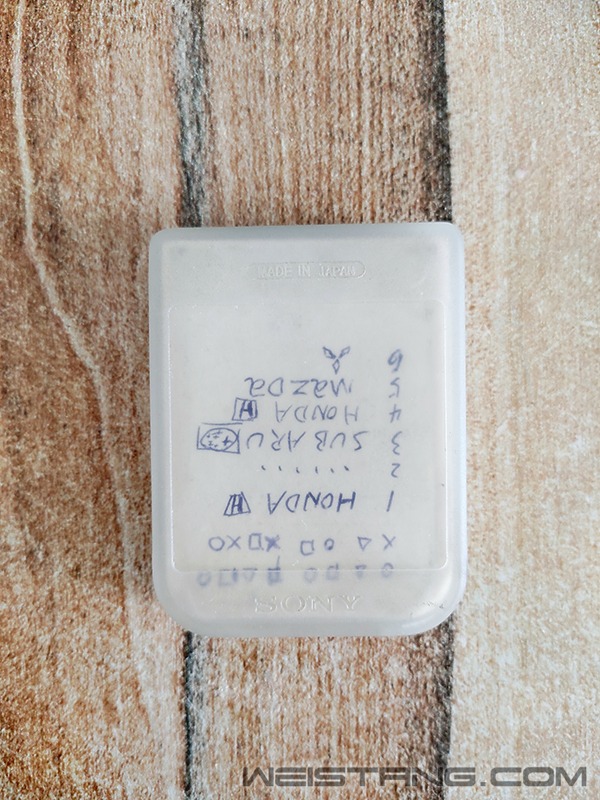 SONY
X △ O □ X □ X O
1 HONDA H
2 ......
3 SUBARU
4 HONDA H
5 MAZDa
6
MADE IN JAPAN
WEISTANG.COM